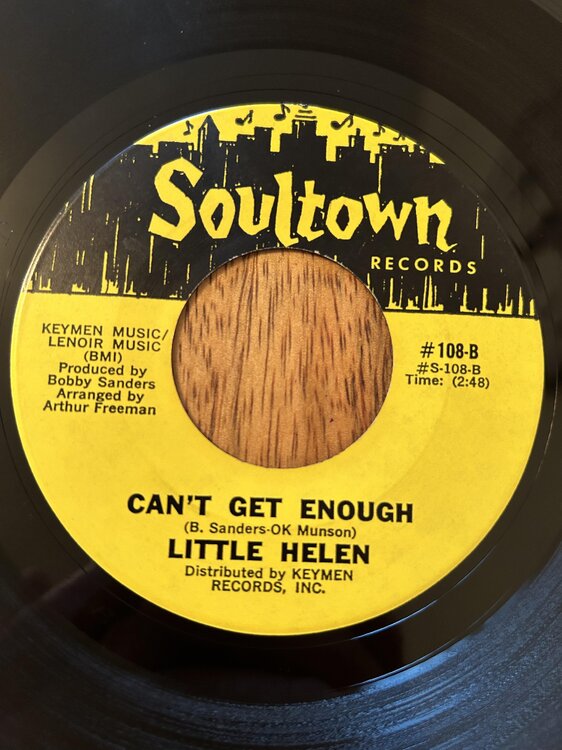 Soultown
RECORDS
KEYMEN MUSIC/
LENOIR MUSIC
(BMI)
Produced by
Bobby Sanders
Arranged by
Arthur Freeman
#108-B
#S-108-B
Time: (2:48)
CAN'T GET ENOUGH
(B. Sanders-OK Munson)
LITTLE HELEN
Distributed by KEYMEN
RECORDS, INC.